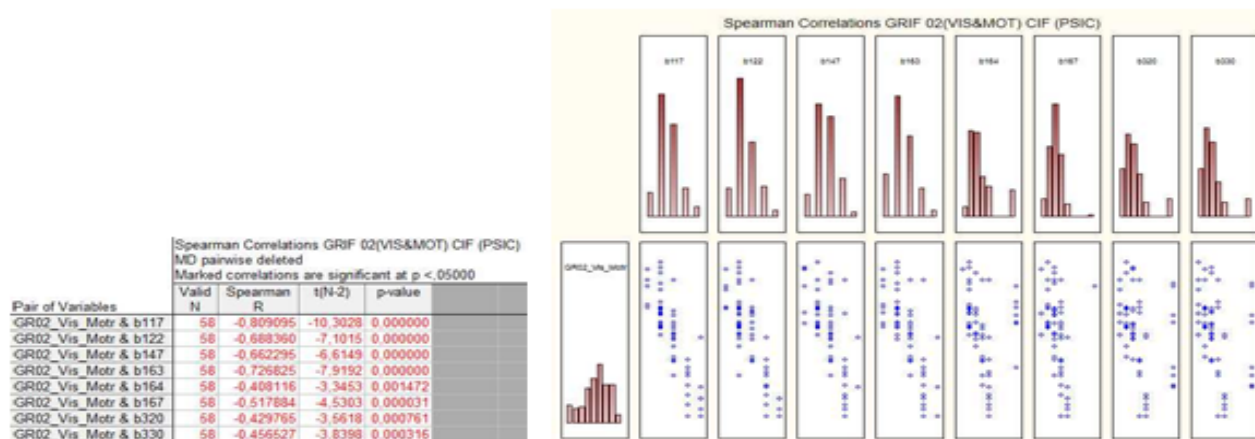 Spearman Correlations GRIF 02(VIS&MOT) CIF (PSIC)
MD pairwise deleted
Marked correlations are significant at p <,05000
Pair of Variables Valid N Spearman R t(N-2) p-value
GR02_Vis_Motr & b117 58 -0,809095 -10,3028 0,000000
GR02_Vis_Motr & b122 58 -0,688360 -7,1015 0,000000
GR02_Vis_Motr & b147 58 -0,662295 -6,6149 0,000000
GR02_Vis_Motr & b163 58 -0,726825 -7,9192 0,000000
GR02_Vis_Motr & b164 58 -0,408116 -3,3453 0,001472
GR02_Vis_Motr & b167 58 -0,517884 -4,5303 0,000031
GR02_Vis_Motr & b320 58 -0,429765 -3,5618 0,000761
GR02_Vis_Motr & b330 58 -0,456527 -3,8398 0,000316
Spearman Correlations GRIF 02(VIS&MOT) CIF (PSIC)
b117 b122 b147 b163 b164 b167 b320 b330
GR02_Vis_Motr